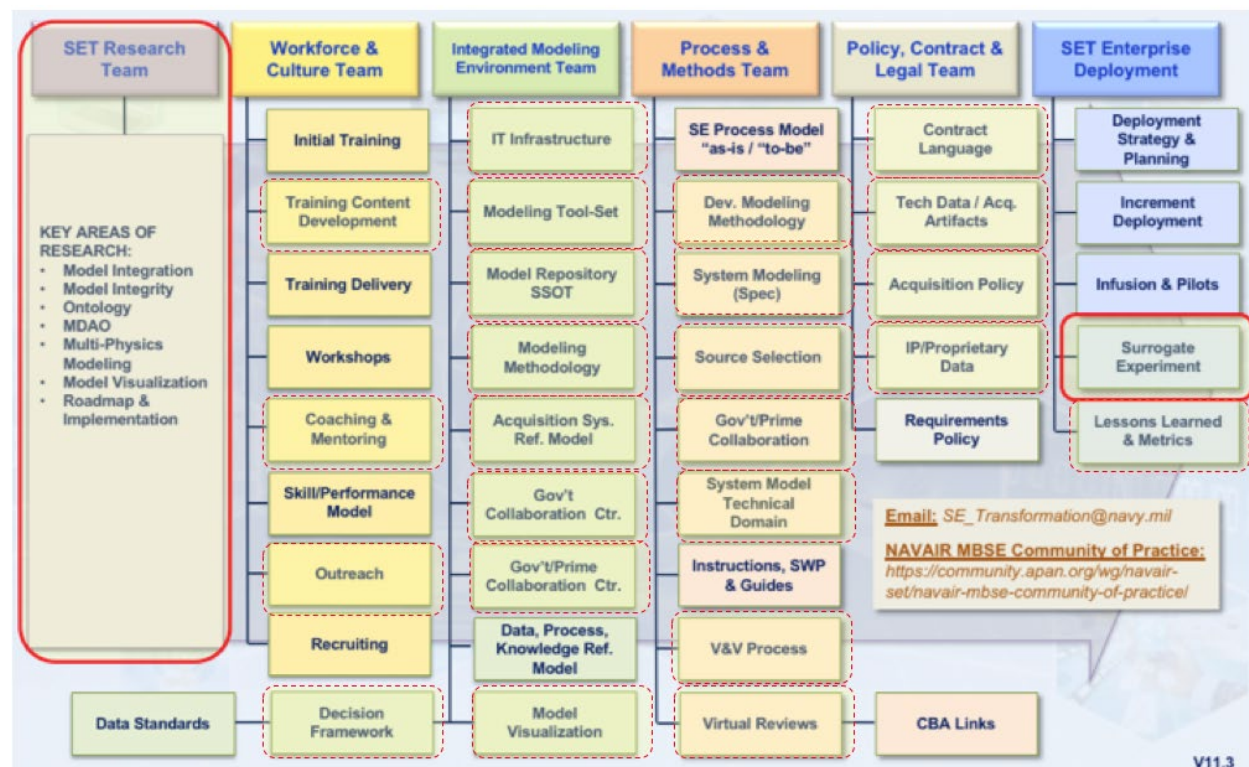 SET Research
Team
Workforce &
Culture Team
Integrated Modeling
Environment Team
Process &
Methods Team
Policy, Contract &
Legal Team
SET Enterprise
Deployment
KEY AREAS OF
RESEARCH:
• Model Integration
• Model Integrity
• Ontology
• MDAO
• Multi-Physics
Modeling
• Model Visualization
• Roadmap &
Implementation
Initial Training
Training Content
Development
Training Delivery
Workshops
Coaching &
Mentoring
Skill/Performance
Model
Outreach
Recruiting
IT Infrastructure
Modeling Tool-Set
Model Repository
SSOT
Modeling
Methodology
Acquisition Sys.
Ref. Model
Gov't
Collaboration Ctr.
Gov't/Prime
Collaboration Ctr.
Data, Process,
Knowledge Ref.
Model
SE Process Model
“as-is / “to-be”
Dev. Modeling
Methodology
System Modeling
(Spec)
Source Selection
Gov't/Prime
Collaboration
System Model
Technical
Domain
Instructions, SWP
& Guides
V&V Process
Contract
Language
Tech Data / Acq.
Artifacts
Acquisition Policy
IP/Proprietary
Data
Requirements
Policy
Deployment
Strategy &
Planning
Increment
Deployment
Infusion & Pilots
Surrogate
Experiment
Lessons Learned
& Metrics
Email: SE_Transformation@navy.mil
NAVAIR MBSE Community of Practice:
https://community.apan.org/wg/navair-
set/navair-mbse-community-of-practice/
Data Standards
Decision
Framework
Model
Visualization
Virtual Reviews
CBA Links
V11.3